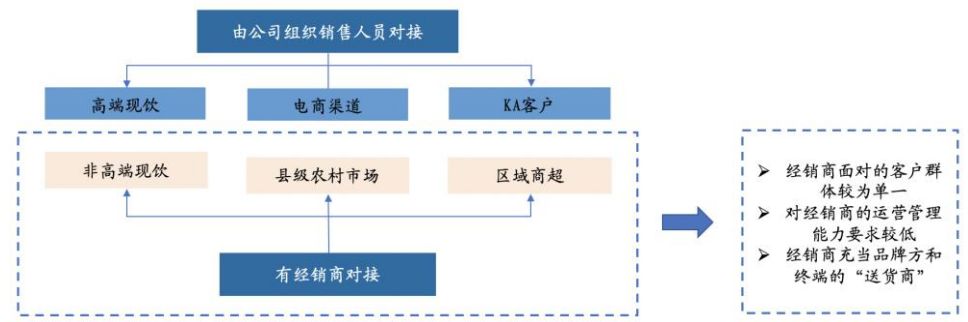 由公司组织销售人员对接
高端现饮
电商渠道
KA客户
非高端现饮
县级农村市场
区域商超
有经销商对接
➢ 经销商面对的客户群
体较为单一
➢ 对经销商的运营管理
能力要求较低
➢ 经销商充当品牌方和
终端的“送货商”